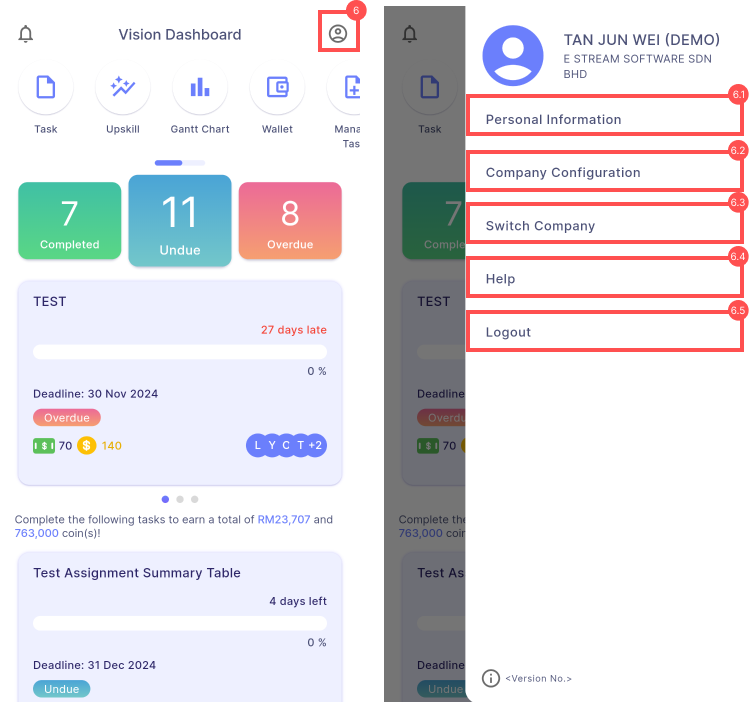 6
Vision Dashboard
Task
Upskill
Gantt Chart
Wallet
Mana
Tas
7
Completed
11
Undue
8
Overdue
TEST
27 days late
0 %
Deadline: 30 Nov 2024
Overdue
70
140
L Y C T +2
Complete the following tasks to earn a total of RM23,707 and
763,000 coin(s)!
Test Assignment Summary Table
4 days left
0 %
Deadline: 31 Dec 2024
Undue
Task
7
Comple
TEST
Deadline
Overdu
70
Complete the
763,000 coin
Test As
Deadline
Undue
TAN JUN WEI (DEMO)
E STREAM SOFTWARE SDN
BHD
6.1
Personal Information
6.2
Company Configuration
6.3
Switch Company
6.4
Help
6.5
Logout
<Version No.>